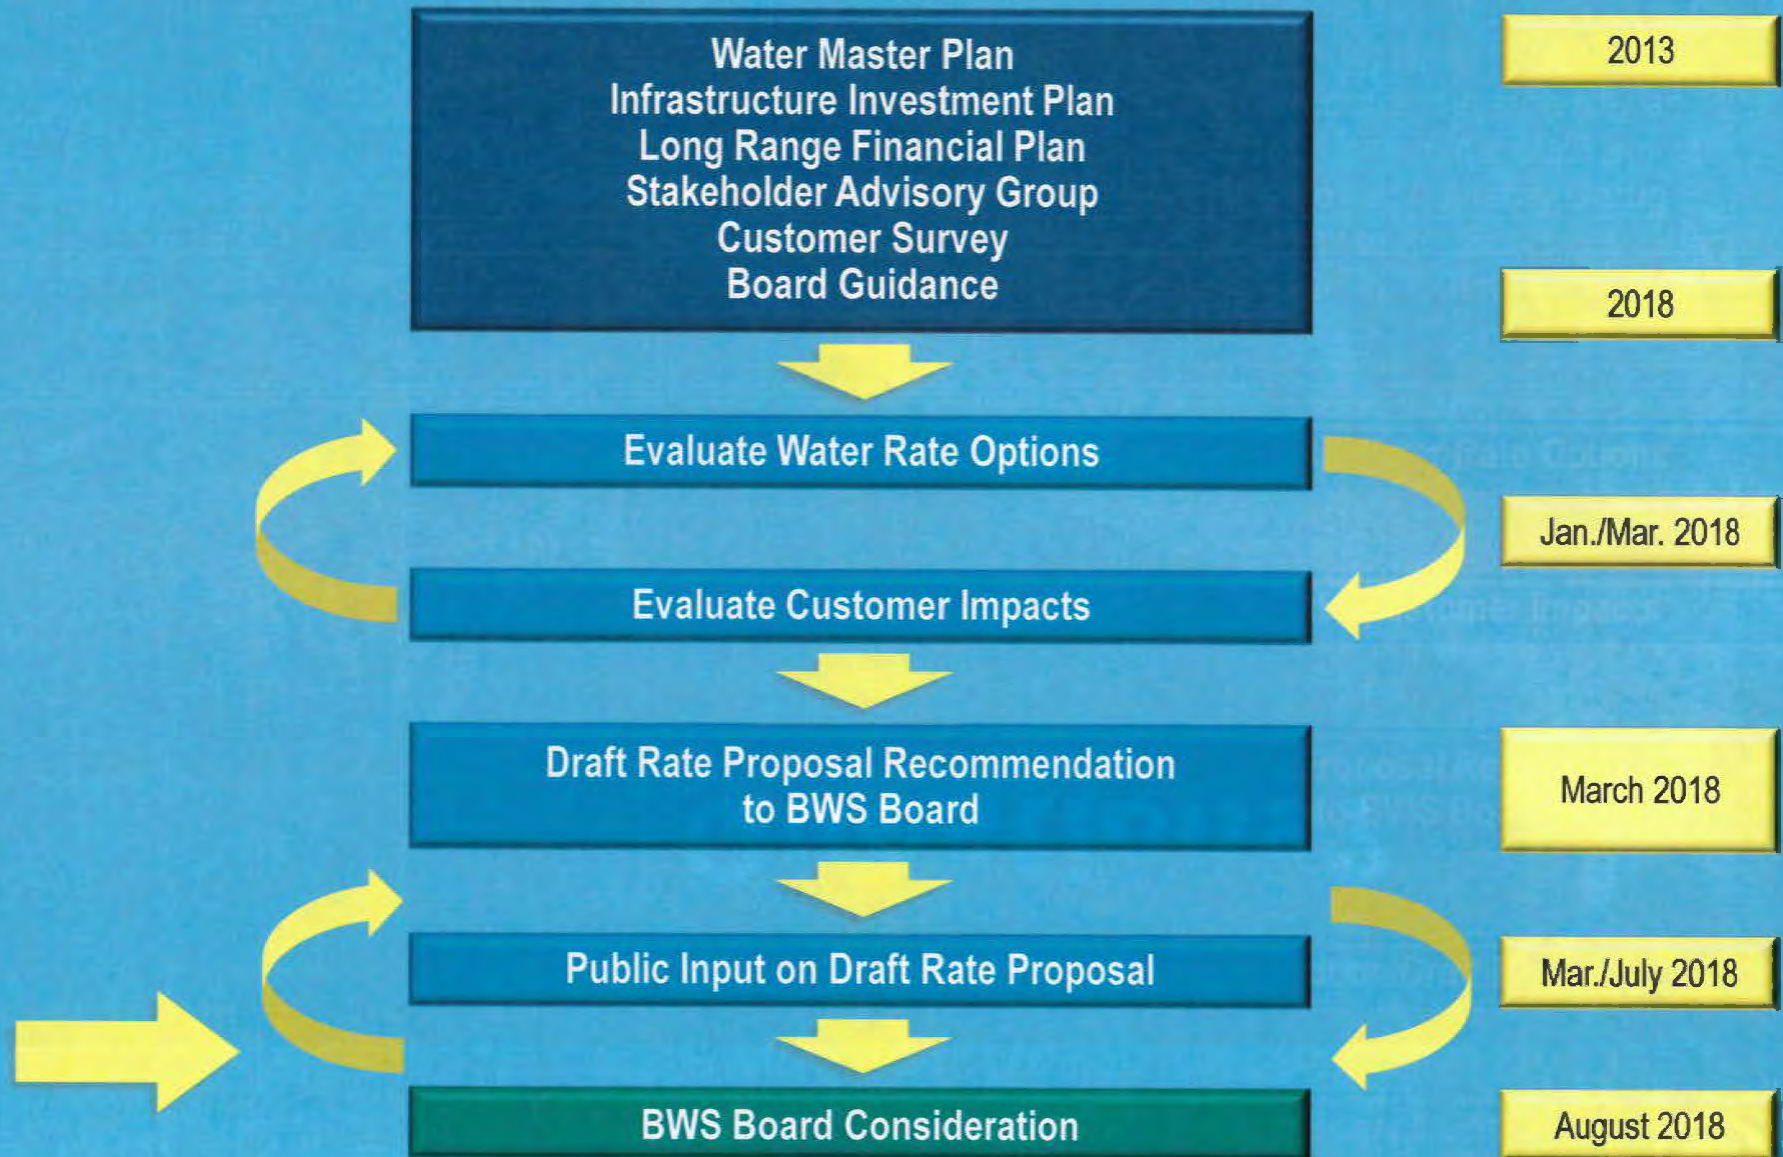 Water Master Plan
Infrastructure Investment Plan
Long Range Financial Plan
Stakeholder Advisory Group
Customer Survey
Board Guidance
2013
2018
Evaluate Water Rate Options
Jan./Mar. 2018
Evaluate Customer Impacts
Draft Rate Proposal Recommendation
to BWS Board
March 2018
Public Input on Draft Rate Proposal
Mar./July 2018
BWS Board Consideration
August 2018